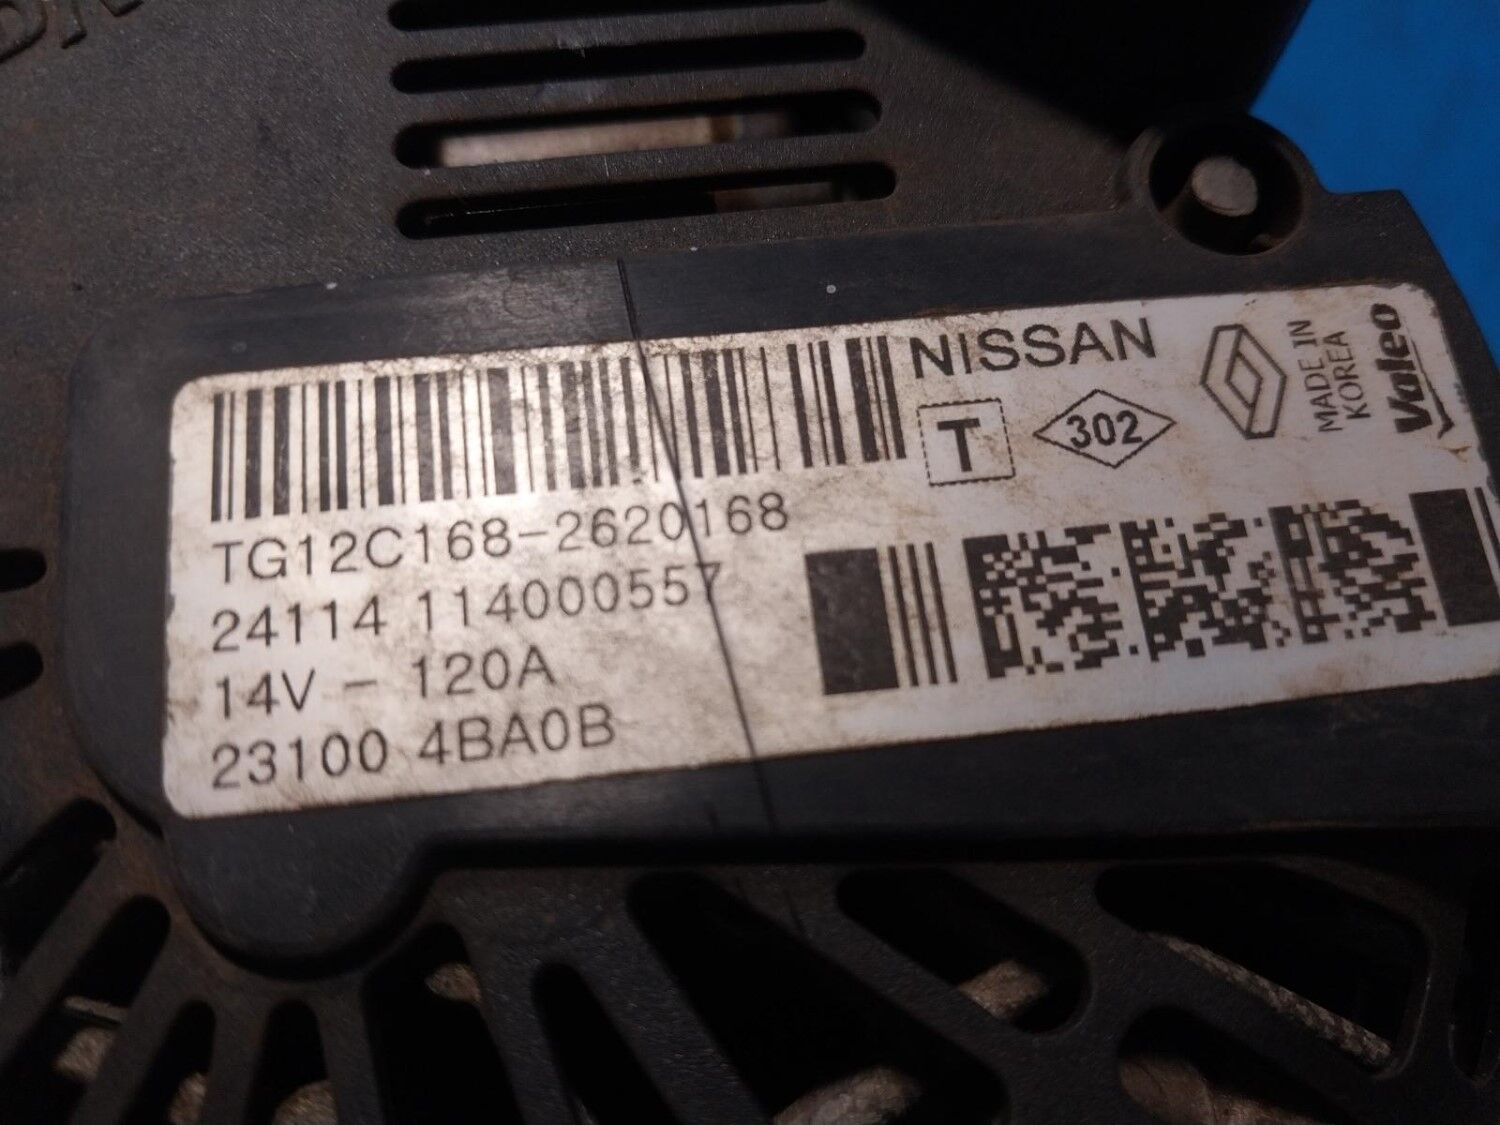 NISSAN
T
302
MADE IN
KOREA
Valeo
TG12C168-2620168
24114 114000557
14V - 120A
23100 4BA0B